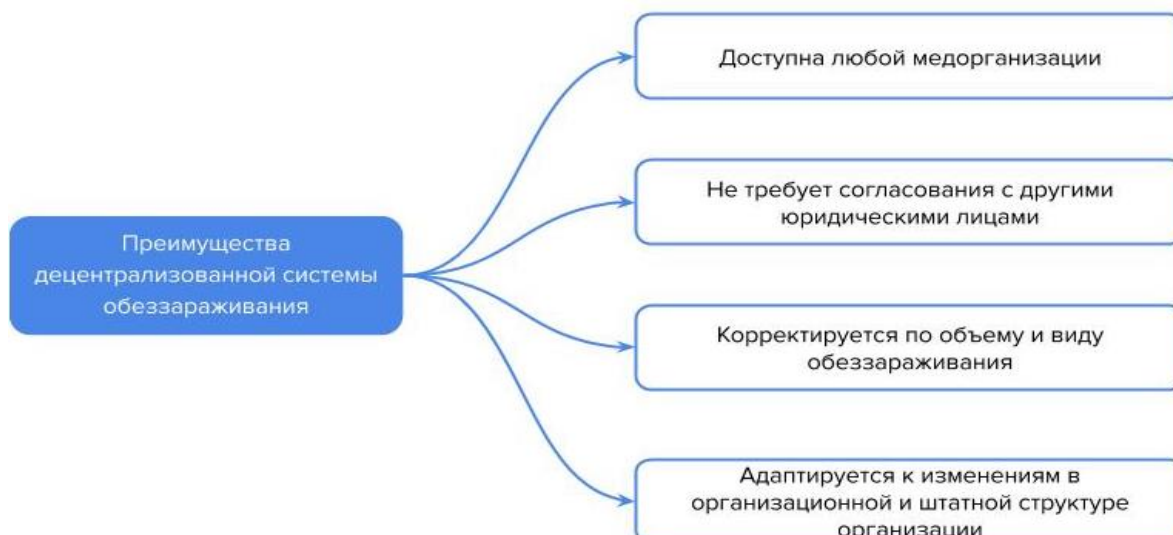 Доступна любой медорганизации
Не требует согласования с другими
юридическими лицами
Преимущества
децентрализованной системы
обеззараживания
Корректируется по объему и виду
обеззараживания
Адаптируется к изменениям в
организационной и штатной структуре
организации